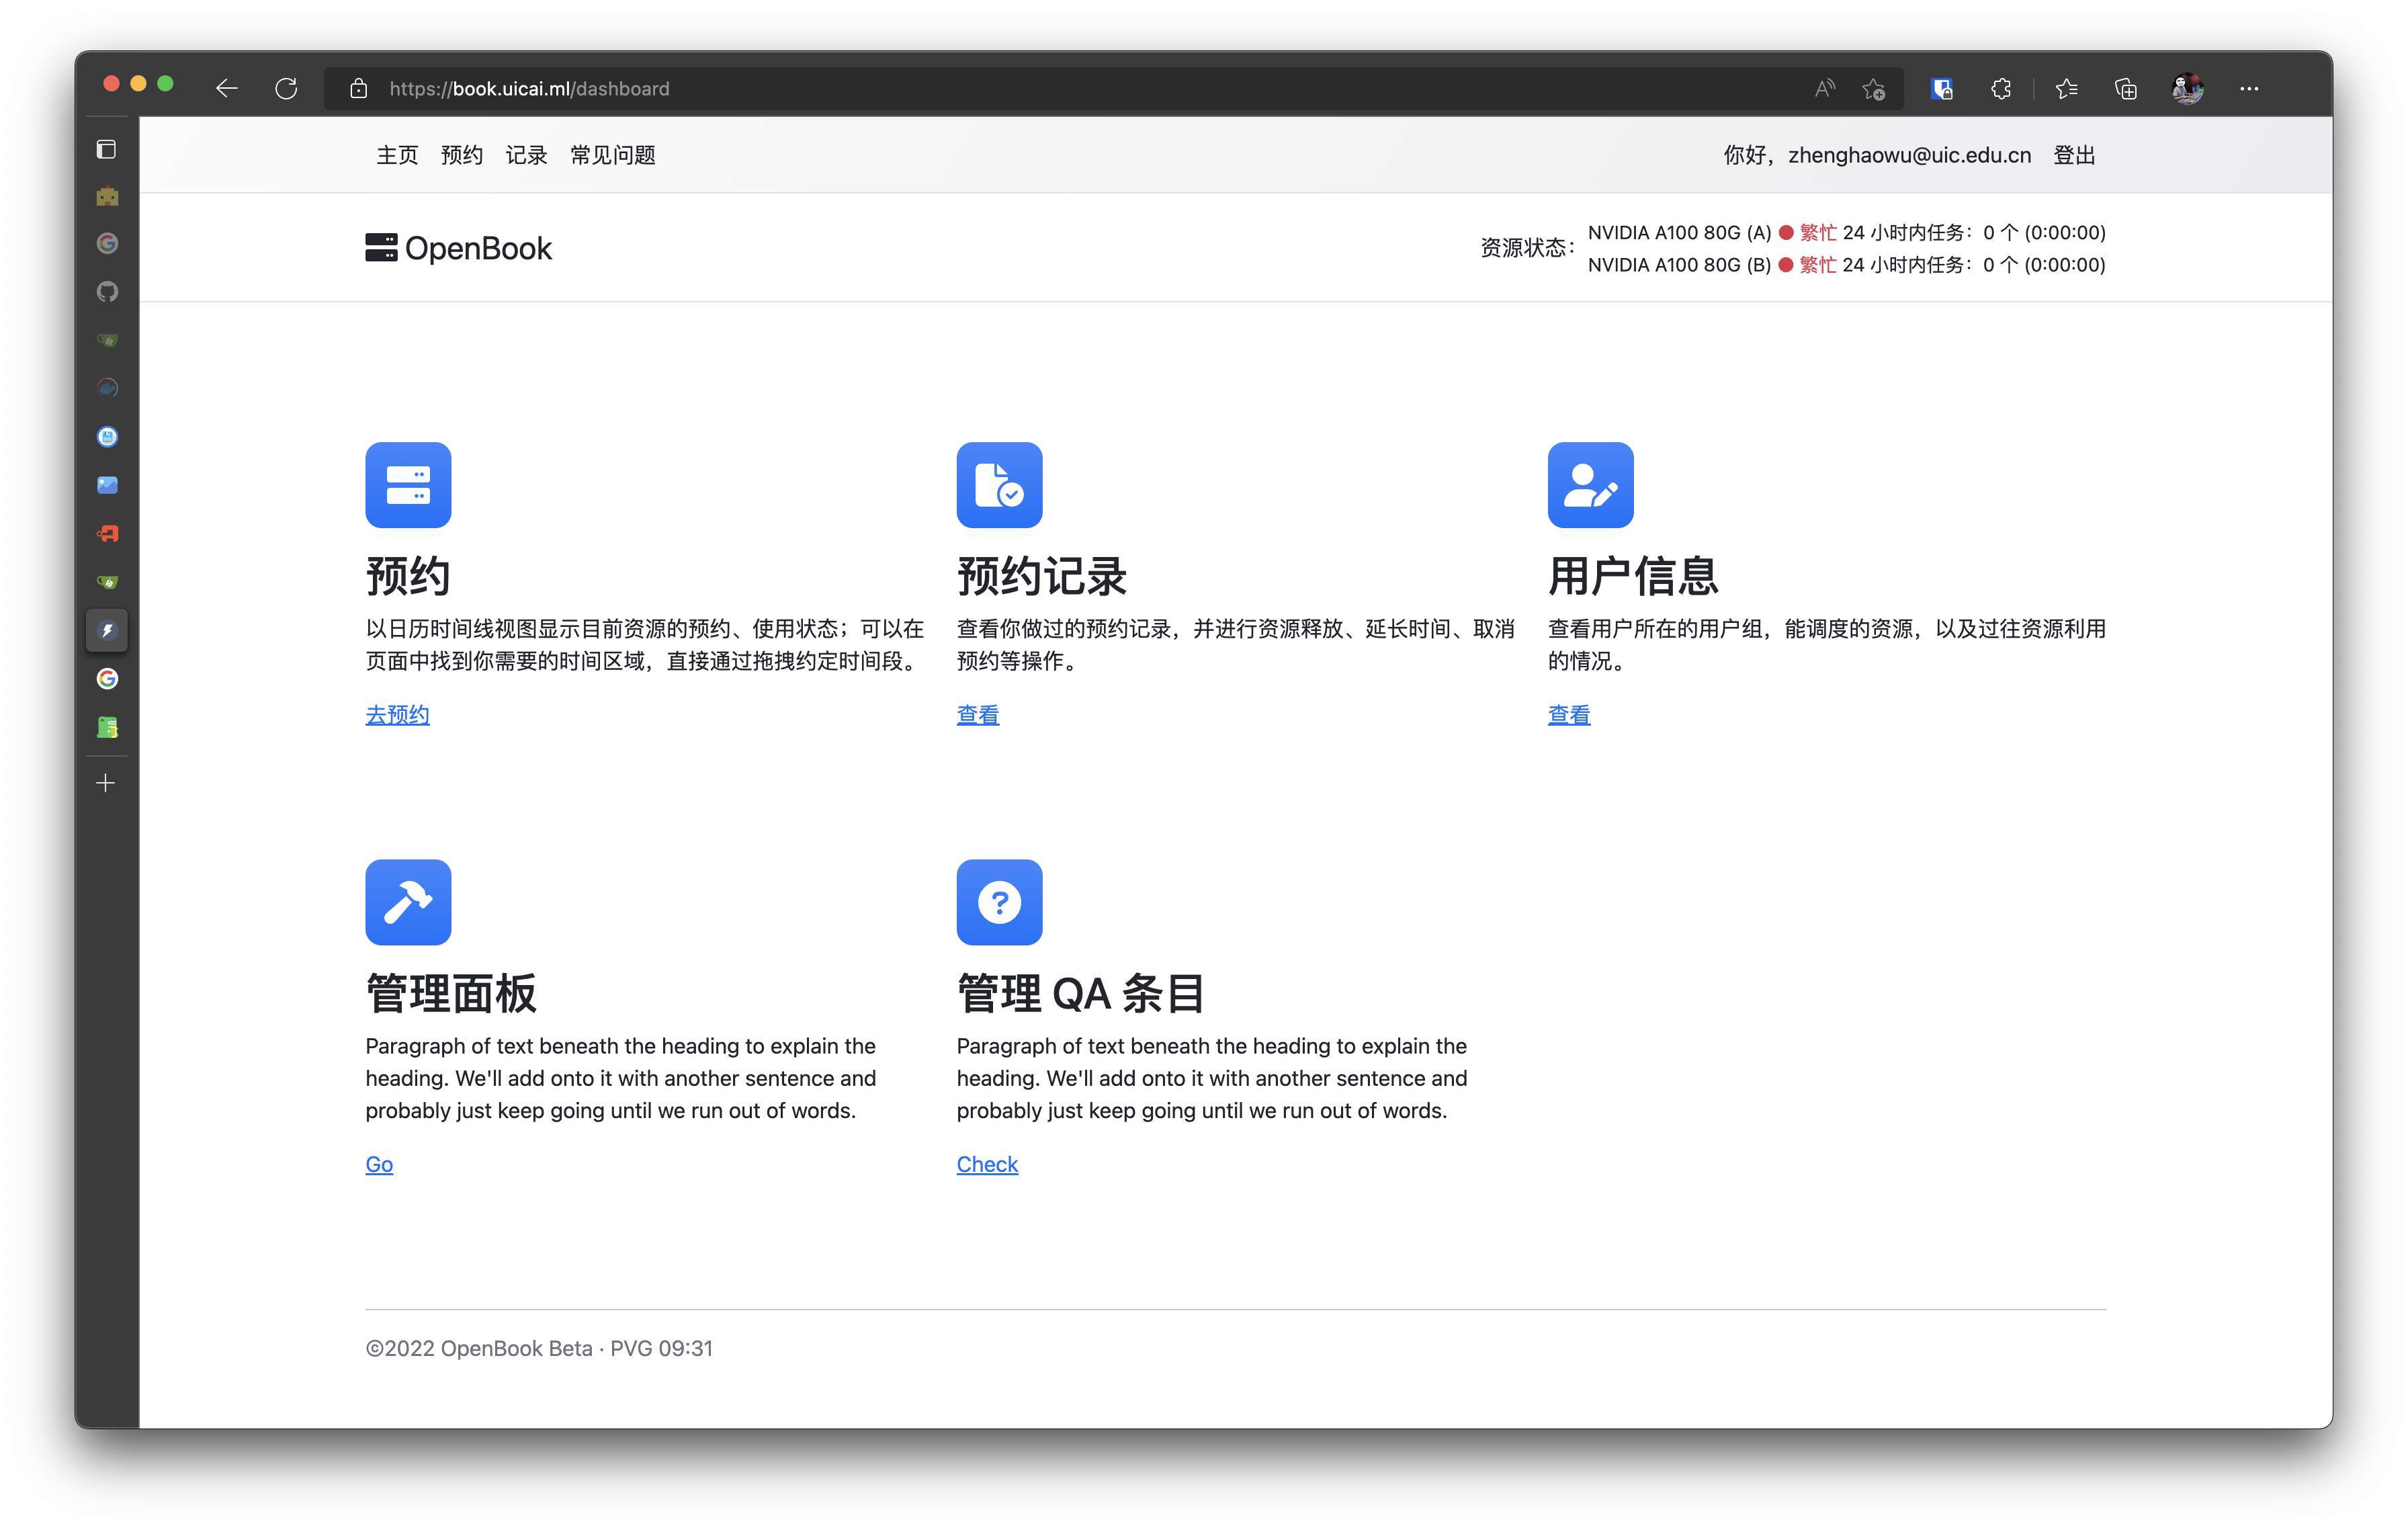 https://book.uicai.ml/dashboard
主页 预约 记录 常见问题
你好，zhenghaowu@uic.edu.cn 登出
OpenBook
资源状态：
NVIDIA A100 80G (A) 繁忙 24 小时内任务：0 个 (0:00:00)
NVIDIA A100 80G (B) 繁忙 24 小时内任务：0 个 (0:00:00)
预约
以日历时间线视图显示目前资源的预约、使用状态；可以在
页面中找到你需要的时间区域，直接通过拖拽约定时间段。
去预约
预约记录
查看你做过的预约记录，并进行资源释放、延长时间、取消
预约等操作。
查看
用户信息
查看用户所在的用户组，能调度的资源，以及过往资源利用
的情况。
查看
管理面板
Paragraph of text beneath the heading to explain the
heading. We'll add onto it with another sentence and
probably just keep going until we run out of words.
Go
管理 QA 条目
Paragraph of text beneath the heading to explain the
heading. We'll add onto it with another sentence and
probably just keep going until we run out of words.
Check
©2022 OpenBook Beta · PVG 09:31